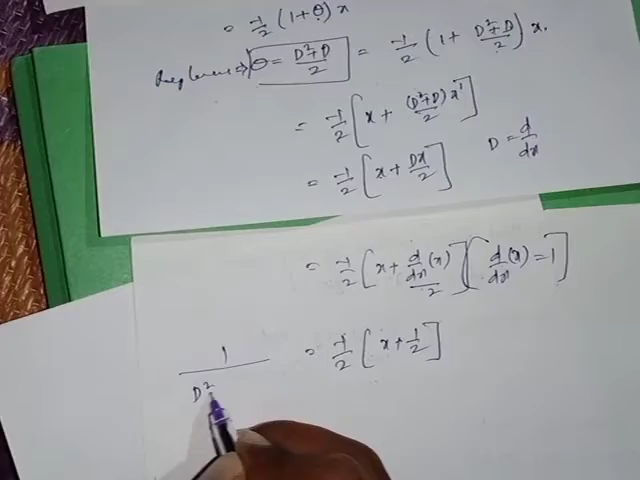 = -1/2 (1+θ) x
θ = D²+D/2 = -1/2 (1 + D²+D/2) x.
= -1/2 [x + (D²+D)x¹/2]
= -1/2 [x + Dx/2] D = d/dx
= -1/2 [x + d/dx(x)/2] [d/dx(x) = 1]
1/D² = -1/2 [x + 1/2]